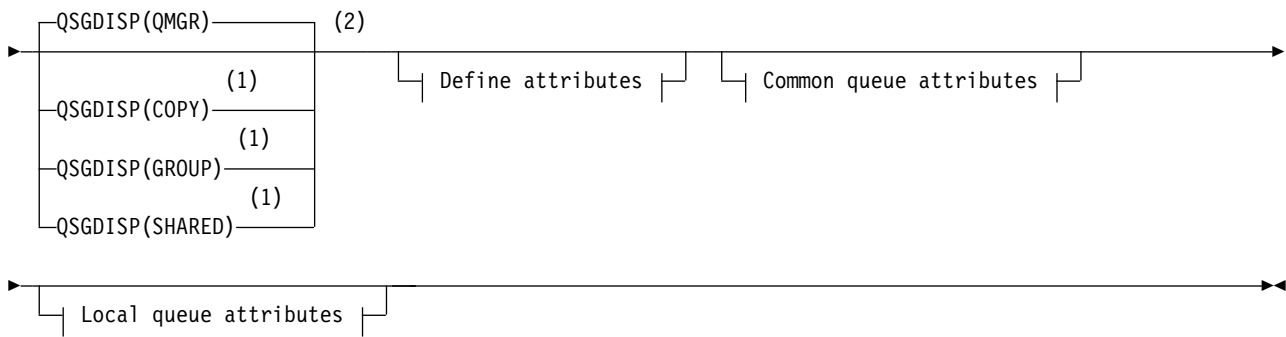 QSGDISP(QMGR) (2)
(1)
Define attributes Common queue attributes
QSGDISP(COPY)
(1)
QSGDISP(GROUP)
(1)
QSGDISP(SHARED)
Local queue attributes